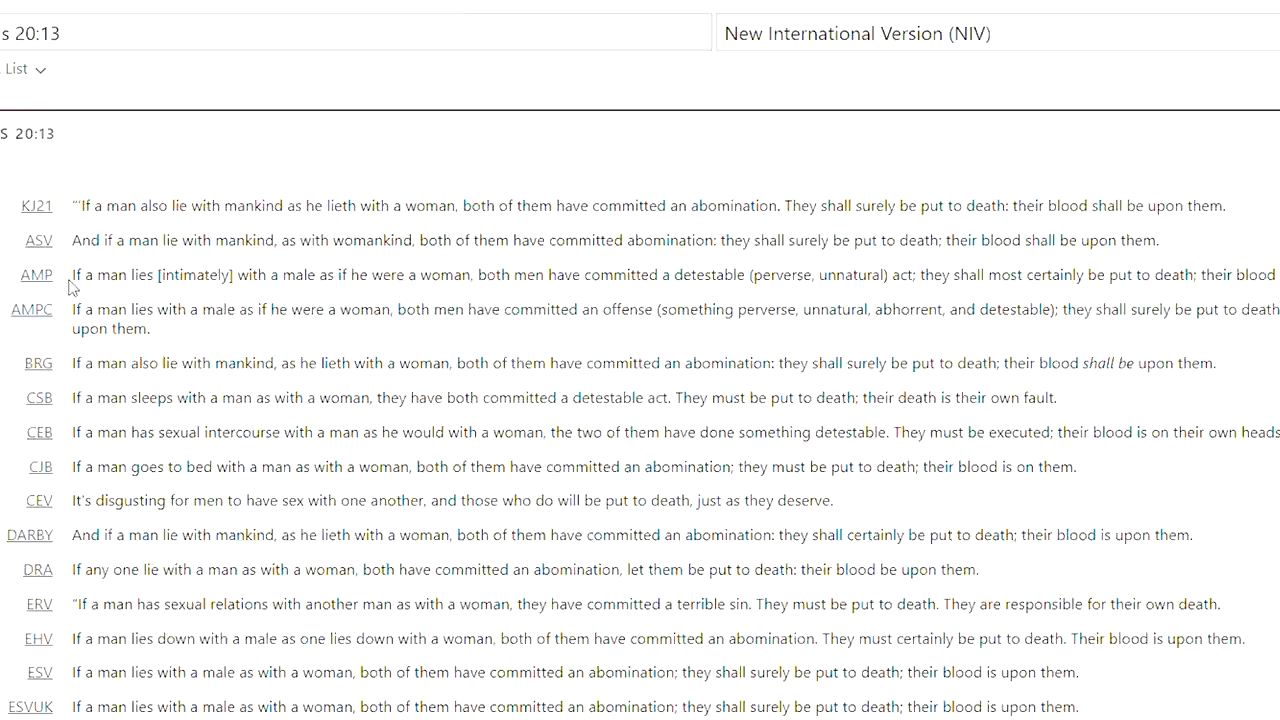 s 20:13
New International Version (NIV)
List
S 20:13
KJ21 “‘If a man also lie with mankind as he lieth with a woman, both of them have committed an abomination. They shall surely be put to death: their blood shall be upon them.
ASV And if a man lie with mankind, as with womankind, both of them have committed abomination: they shall surely be put to death; their blood shall be upon them.
AMP If a man lies [intimately] with a male as if he were a woman, both men have committed a detestable (perverse, unnatural) act; they shall most certainly be put to death; their blood
AMPC If a man lies with a male as if he were a woman, both men have committed an offense (something perverse, unnatural, abhorrent, and detestable); they shall surely be put to death
upon them.
BRG If a man also lie with mankind, as he lieth with a woman, both of them have committed an abomination: they shall surely be put to death; their blood shall be upon them.
CSB If a man sleeps with a man as with a woman, they have both committed a detestable act. They must be put to death; their death is their own fault.
CEB If a man has sexual intercourse with a man as he would with a woman, the two of them have done something detestable. They must be executed; their blood is on their own heads
CJB If a man goes to bed with a man as with a woman, both of them have committed an abomination; they must be put to death; their blood is on them.
CEV It's disgusting for men to have sex with one another, and those who do will be put to death, just as they deserve.
DARBY And if a man lie with mankind, as he lieth with a woman, both of them have committed an abomination: they shall certainly be put to death; their blood is upon them.
DRA If any one lie with a man as with a woman, both have committed an abomination, let them be put to death: their blood be upon them.
ERV “If a man has sexual relations with another man as with a woman, they have committed a terrible sin. They must be put to death. They are responsible for their own death.
EHV If a man lies down with a male as one lies down with a woman, both of them have committed an abomination. They must certainly be put to death. Their blood is upon them.
ESV If a man lies with a male as with a woman, both of them have committed an abomination; they shall surely be put to death; their blood is upon them.
ESVUK If a man lies with a male as with a woman, both of them have committed an abomination; they shall surely be put to death; their blood is upon them.